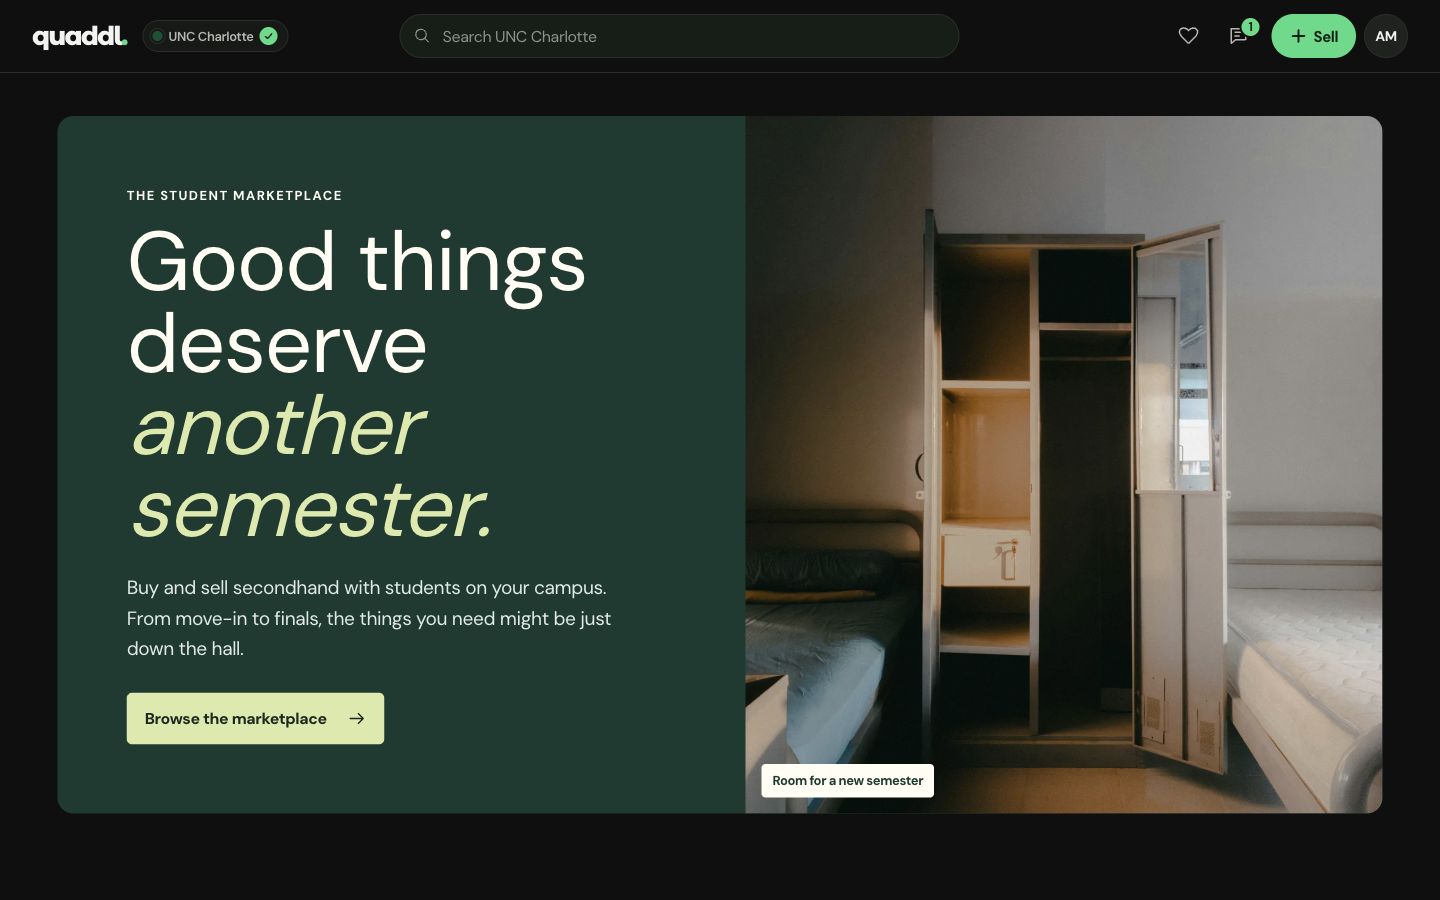 quaddl.
UNC Charlotte
Search UNC Charlotte
1
Sell
AM
THE STUDENT MARKETPLACE
Good things
deserve
another
semester.
Buy and sell secondhand with students on your campus.
From move-in to finals, the things you need might be just
down the hall.
Browse the marketplace
Room for a new semester